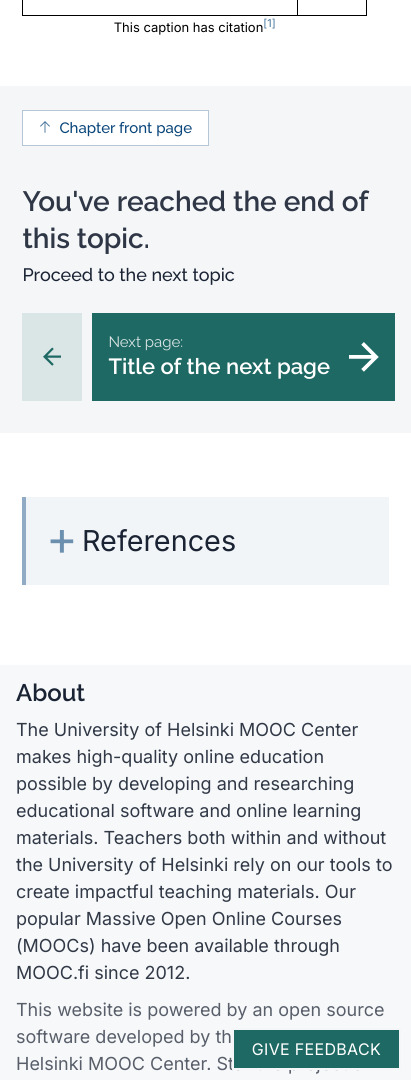 This caption has citation[1]
↑ Chapter front page
You've reached the end of
this topic.
Proceed to the next topic
Next page:
Title of the next page
References
About
The University of Helsinki MOOC Center
makes high-quality online education
possible by developing and researching
educational software and online learning
materials. Teachers both within and without
the University of Helsinki rely on our tools to
create impactful teaching materials. Our
popular Massive Open Online Courses
(MOOCs) have been available through
MOOC.fi since 2012.
This website is powered by an open source
software developed by
Helsinki MOOC Center.
GIVE FEEDBACK